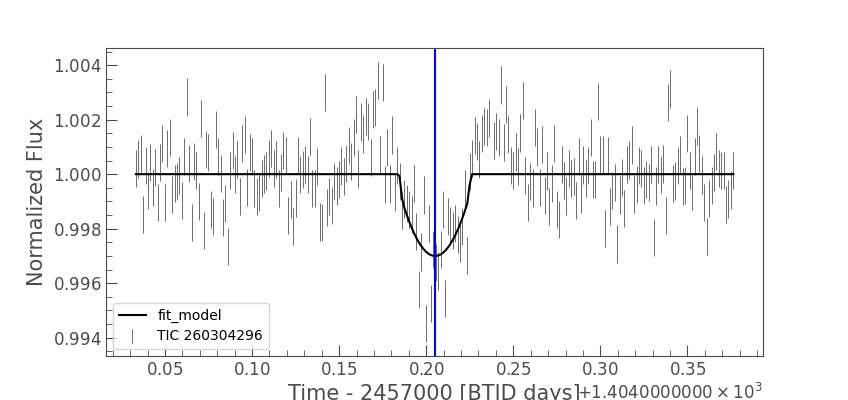 Normalized Flux
1.004
1.002
1.000
0.998
0.996
0.994
fit_model
TIC 260304296
0.05 0.10 0.15 0.20 0.25 0.30 0.35
Time - 2457000 [BTJD days]
+1.4040000000 × 10³